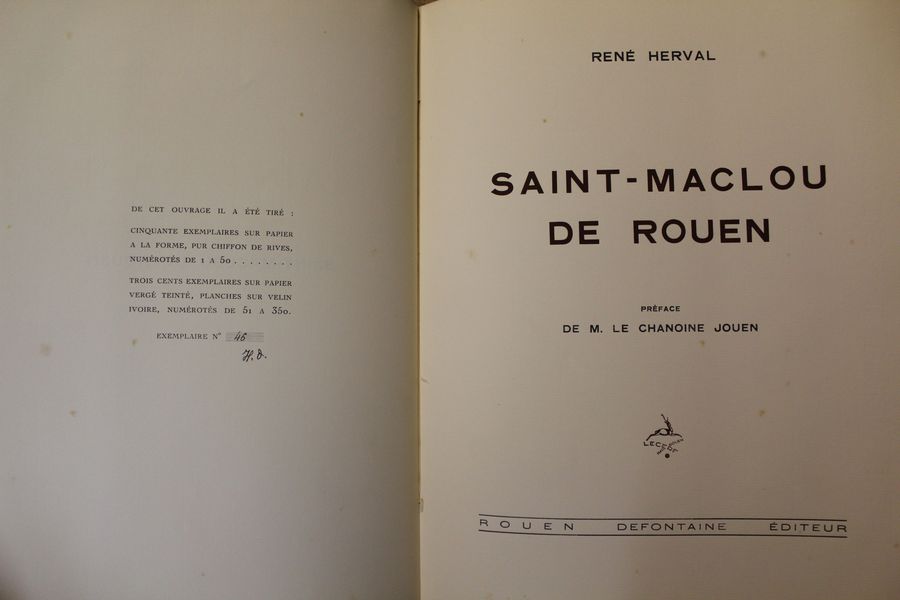 DE CET OUVRAGE IL A ÉTÉ TIRÉ :
CINQUANTE EXEMPLAIRES SUR PAPIER
A LA FORME, PUR CHIFFON DE RIVES,
NUMÉROTÉS DE 1 A 50 . . . . . . . .
TROIS CENTS EXEMPLAIRES SUR PAPIER
VERGÉ TEINTÉ, PLANCHES SUR VELIN
IVOIRE, NUMÉROTÉS DE 51 A 350.
EXEMPLAIRE N° 46
H. D.
RENÉ HERVAL
SAINT-MACLOU
DE ROUEN
PRÉFACE
DE M. LE CHANOINE JOUEN
ROUEN DEFONTAINE ÉDITEUR